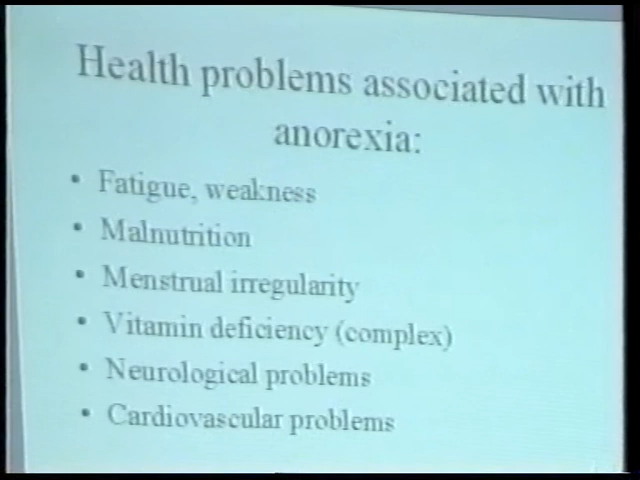 Health problems associated with
anorexia:
• Fatigue, weakness
• Malnutrition
• Menstrual irregularity
• Vitamin deficiency (complex)
• Neurological problems
• Cardiovascular problems